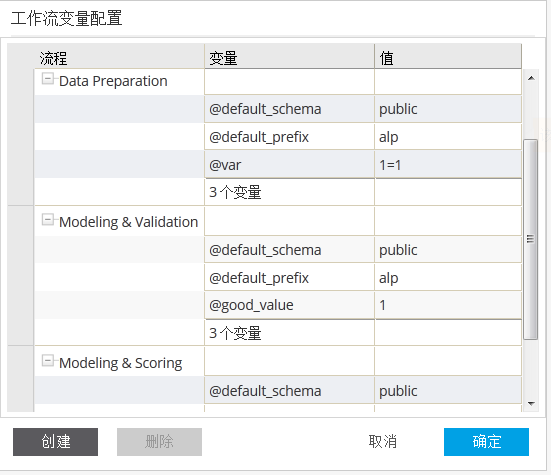 工作流变量配置
流程 变量 值
Data Preparation
@default_schema public
@default_prefix alp
@var 1=1
3 个变量
Modeling & Validation
@default_schema public
@default_prefix alp
@good_value 1
3 个变量
Modeling & Scoring
@default_schema public
创建 删除 取消 确定